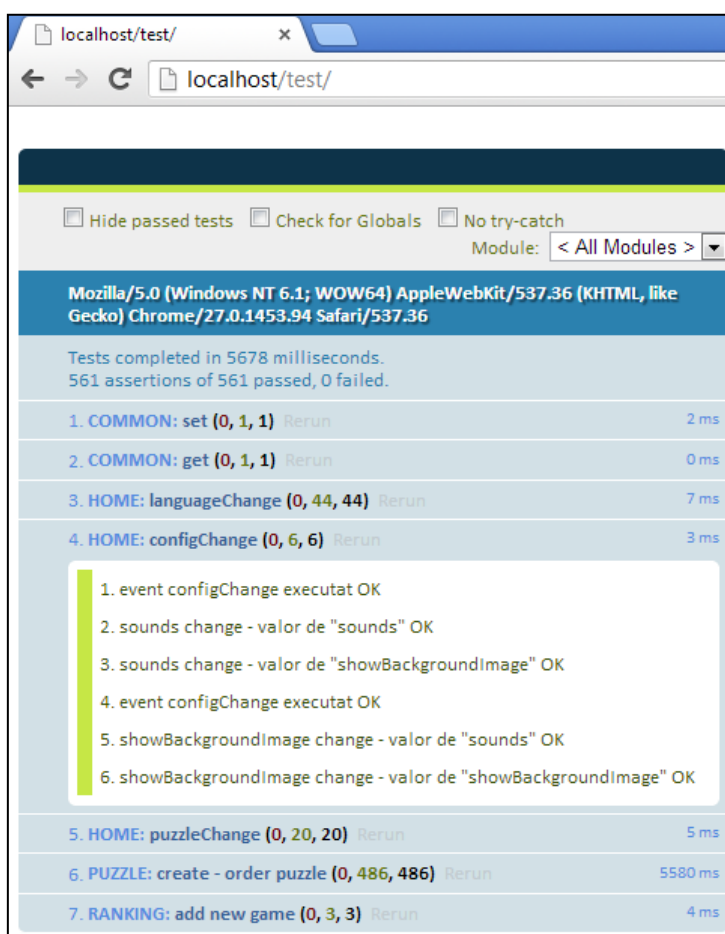 localhost/test/
localhost/test/
Hide passed tests Check for Globals No try-catch
Module: < All Modules >
Mozilla/5.0 (Windows NT 6.1; WOW64) AppleWebKit/537.36 (KHTML, like
Gecko) Chrome/27.0.1453.94 Safari/537.36
Tests completed in 5678 milliseconds.
561 assertions of 561 passed, 0 failed.
1. COMMON: set (0, 1, 1) Rerun 2 ms
2. COMMON: get (0, 1, 1) Rerun 0 ms
3. HOME: languageChange (0, 44, 44) Rerun 7 ms
4. HOME: configChange (0, 6, 6) Rerun 3 ms
1. event configChange executat OK
2. sounds change - valor de "sounds" OK
3. sounds change - valor de "showBackgroundImage" OK
4. event configChange executat OK
5. showBackgroundImage change - valor de "sounds" OK
6. showBackgroundImage change - valor de "showBackgroundImage" OK
5. HOME: puzzleChange (0, 20, 20) Rerun 5 ms
6. PUZZLE: create - order puzzle (0, 486, 486) Rerun 5580 ms
7. RANKING: add new game (0, 3, 3) Rerun 4 ms